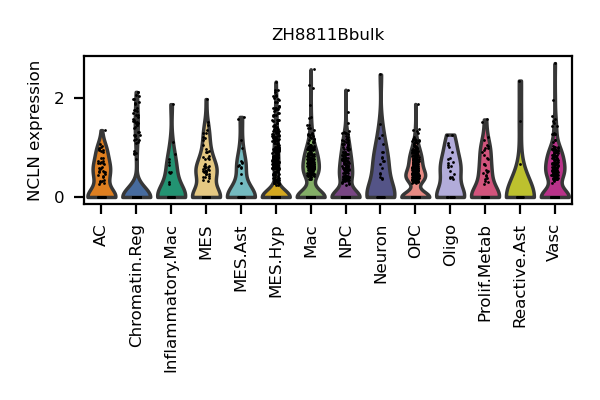 ZH8811Bbulk
NCLN expression
2
0
AC
Chromatin.Reg
Inflammatory.Mac
MES
MES.Ast
MES.Hyp
Mac
NPC
Neuron
OPC
Oligo
Prolif.Metab
Reactive.Ast
Vasc